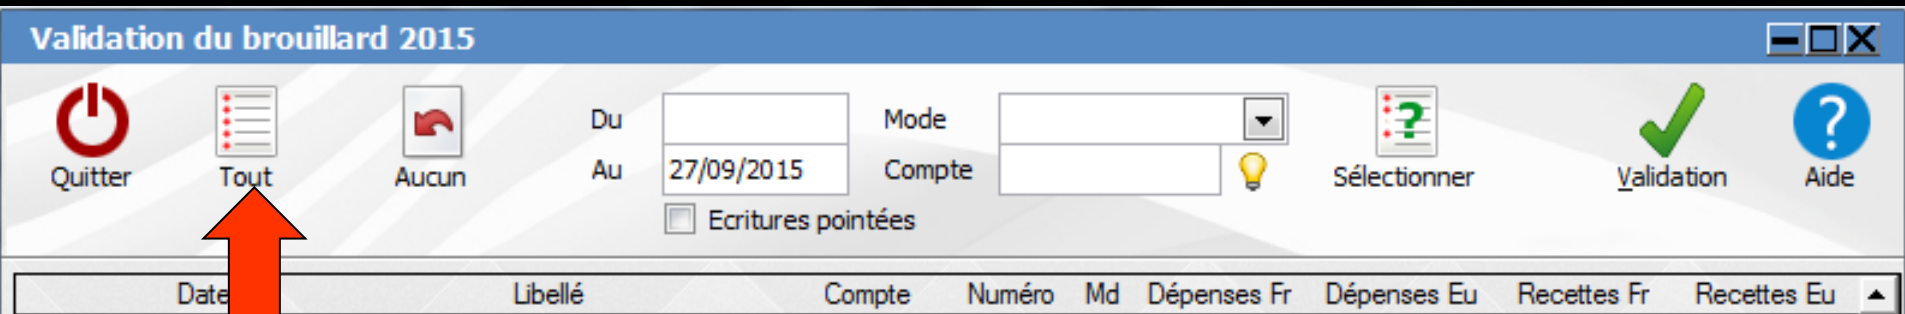 Validation du brouillard 2015
Du Mode
Au 27/09/2015 Compte
Quitter Tout Aucun Sélectionner Validation Aide
Ecritures pointées
Date Libellé Compte Numéro Md Dépenses Fr Dépenses Eu Recettes Fr Recettes Eu